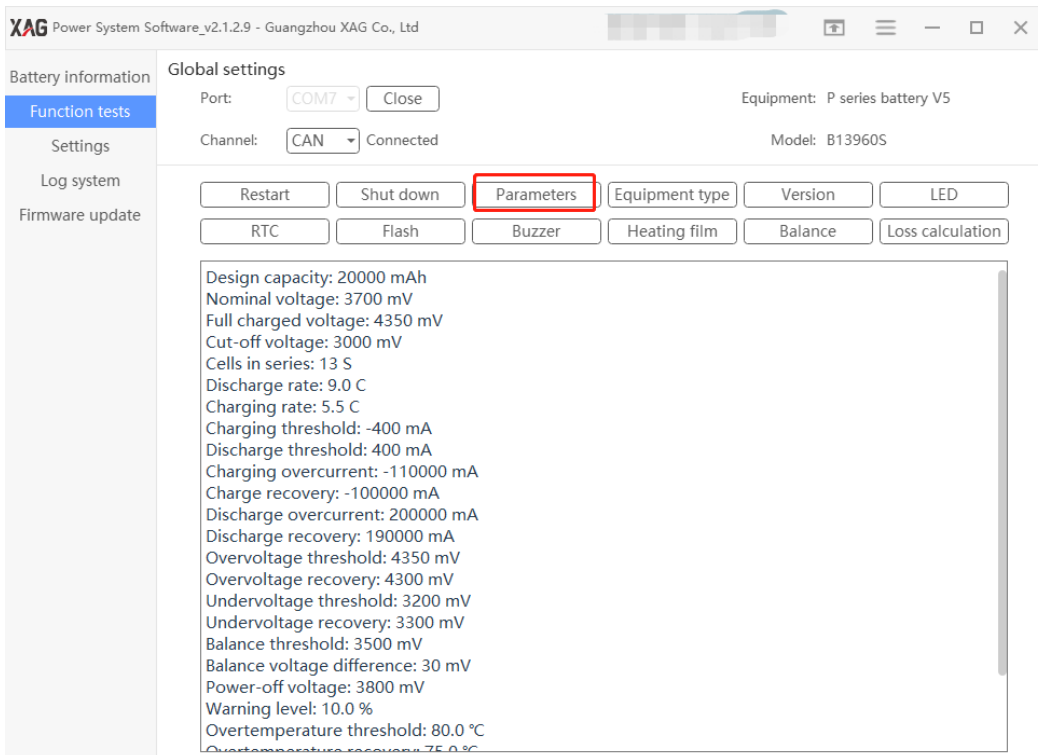 XAG Power System Software_v2.1.2.9 - Guangzhou XAG Co., Ltd
Battery information
Function tests
Settings
Log system
Firmware update
Global settings
Port: COM7 Close Equipment: P series battery V5
Channel: CAN Connected Model: B13960S
Restart Shut down Parameters Equipment type Version LED
RTC Flash Buzzer Heating film Balance Loss calculation
Design capacity: 20000 mAh
Nominal voltage: 3700 mV
Full charged voltage: 4350 mV
Cut-off voltage: 3000 mV
Cells in series: 13 S
Discharge rate: 9.0 C
Charging rate: 5.5 C
Charging threshold: -400 mA
Discharge threshold: 400 mA
Charging overcurrent: -110000 mA
Charge recovery: -100000 mA
Discharge overcurrent: 200000 mA
Discharge recovery: 190000 mA
Overvoltage threshold: 4350 mV
Overvoltage recovery: 4300 mV
Undervoltage threshold: 3200 mV
Undervoltage recovery: 3300 mV
Balance threshold: 3500 mV
Balance voltage difference: 30 mV
Power-off voltage: 3800 mV
Warning level: 10.0 %
Overtemperature threshold: 80.0 ℃
Overtemperature recovery: 75.0 ℃